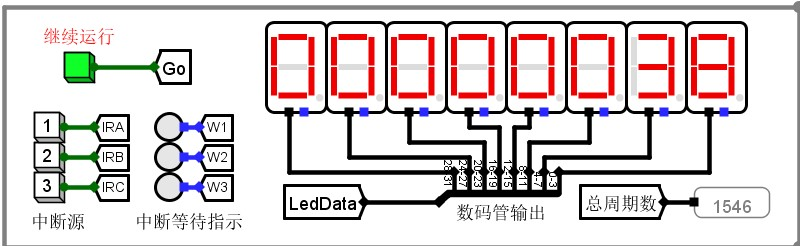 继续运行
Go
00000038
1 IRA W1
2 IRB W2
3 IRC W3
中断源 中断等待指示
28-31 24-27 20-23 16-19 12-15 8-11 4-7 0-3
LedData 数码管输出 总周期数 1546